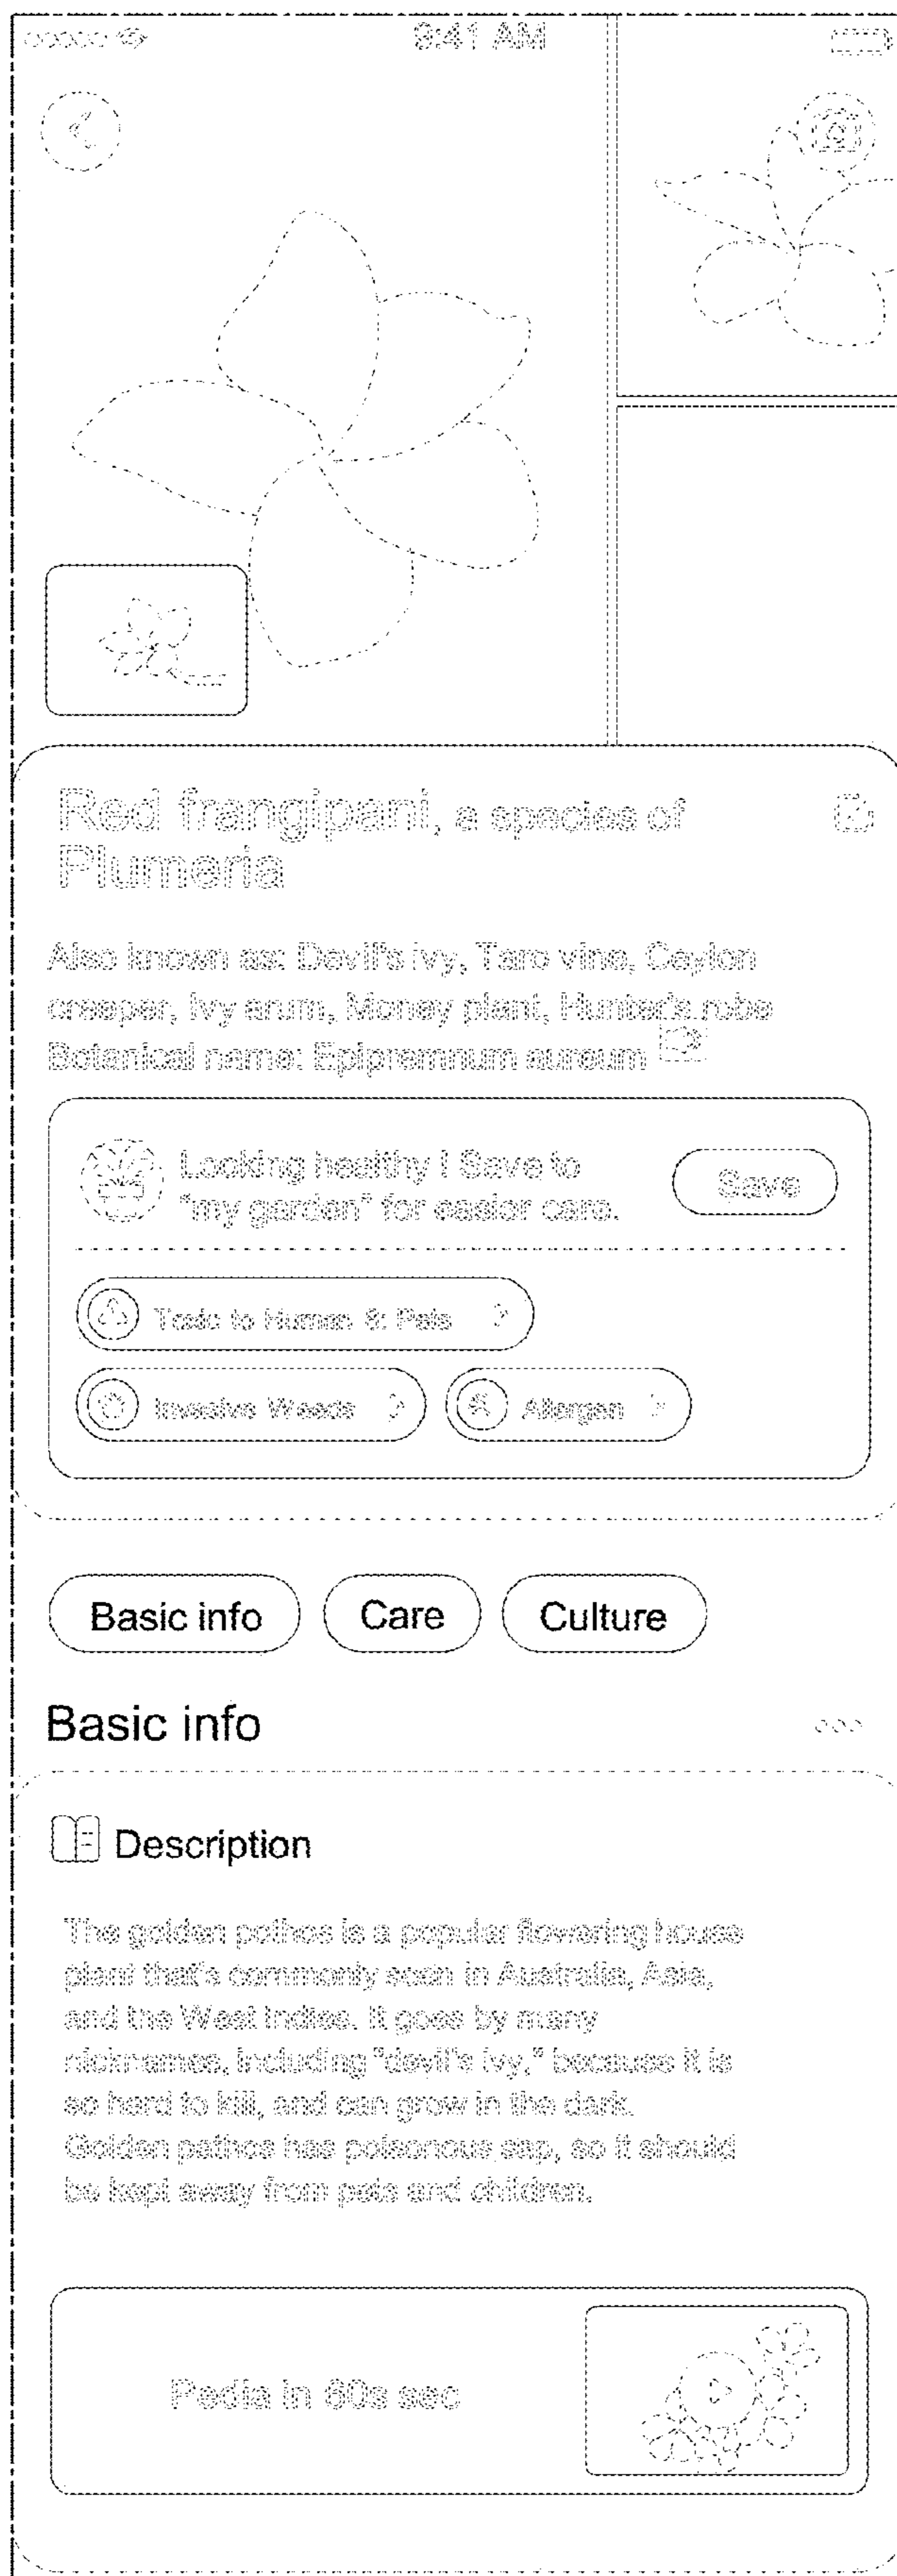 9:41 AM
Red frangipani, a species of
Plumeria
Also known as: Devil's ivy, Taro vine, Ceylon
creeper, Ivy arum, Money plant, Hunter's robe
Botanical name: Epipremnum aureum
Looking healthy! Save to
"my garden" for easier care.
Save
Toxic to Human & Pets
Invasive Weeds
Allergen
Basic info
Care
Culture
Basic info
Description
The golden pothos is a popular flowering house
plant that's commonly seen in Australia, Asia,
and the West Indies. It goes by many
nicknames, including "devil's ivy," because it is
so hard to kill, and can grow in the dark.
Golden pothos has poisonous sap, so it should
be kept away from pets and children.
Pedia in 60s sec